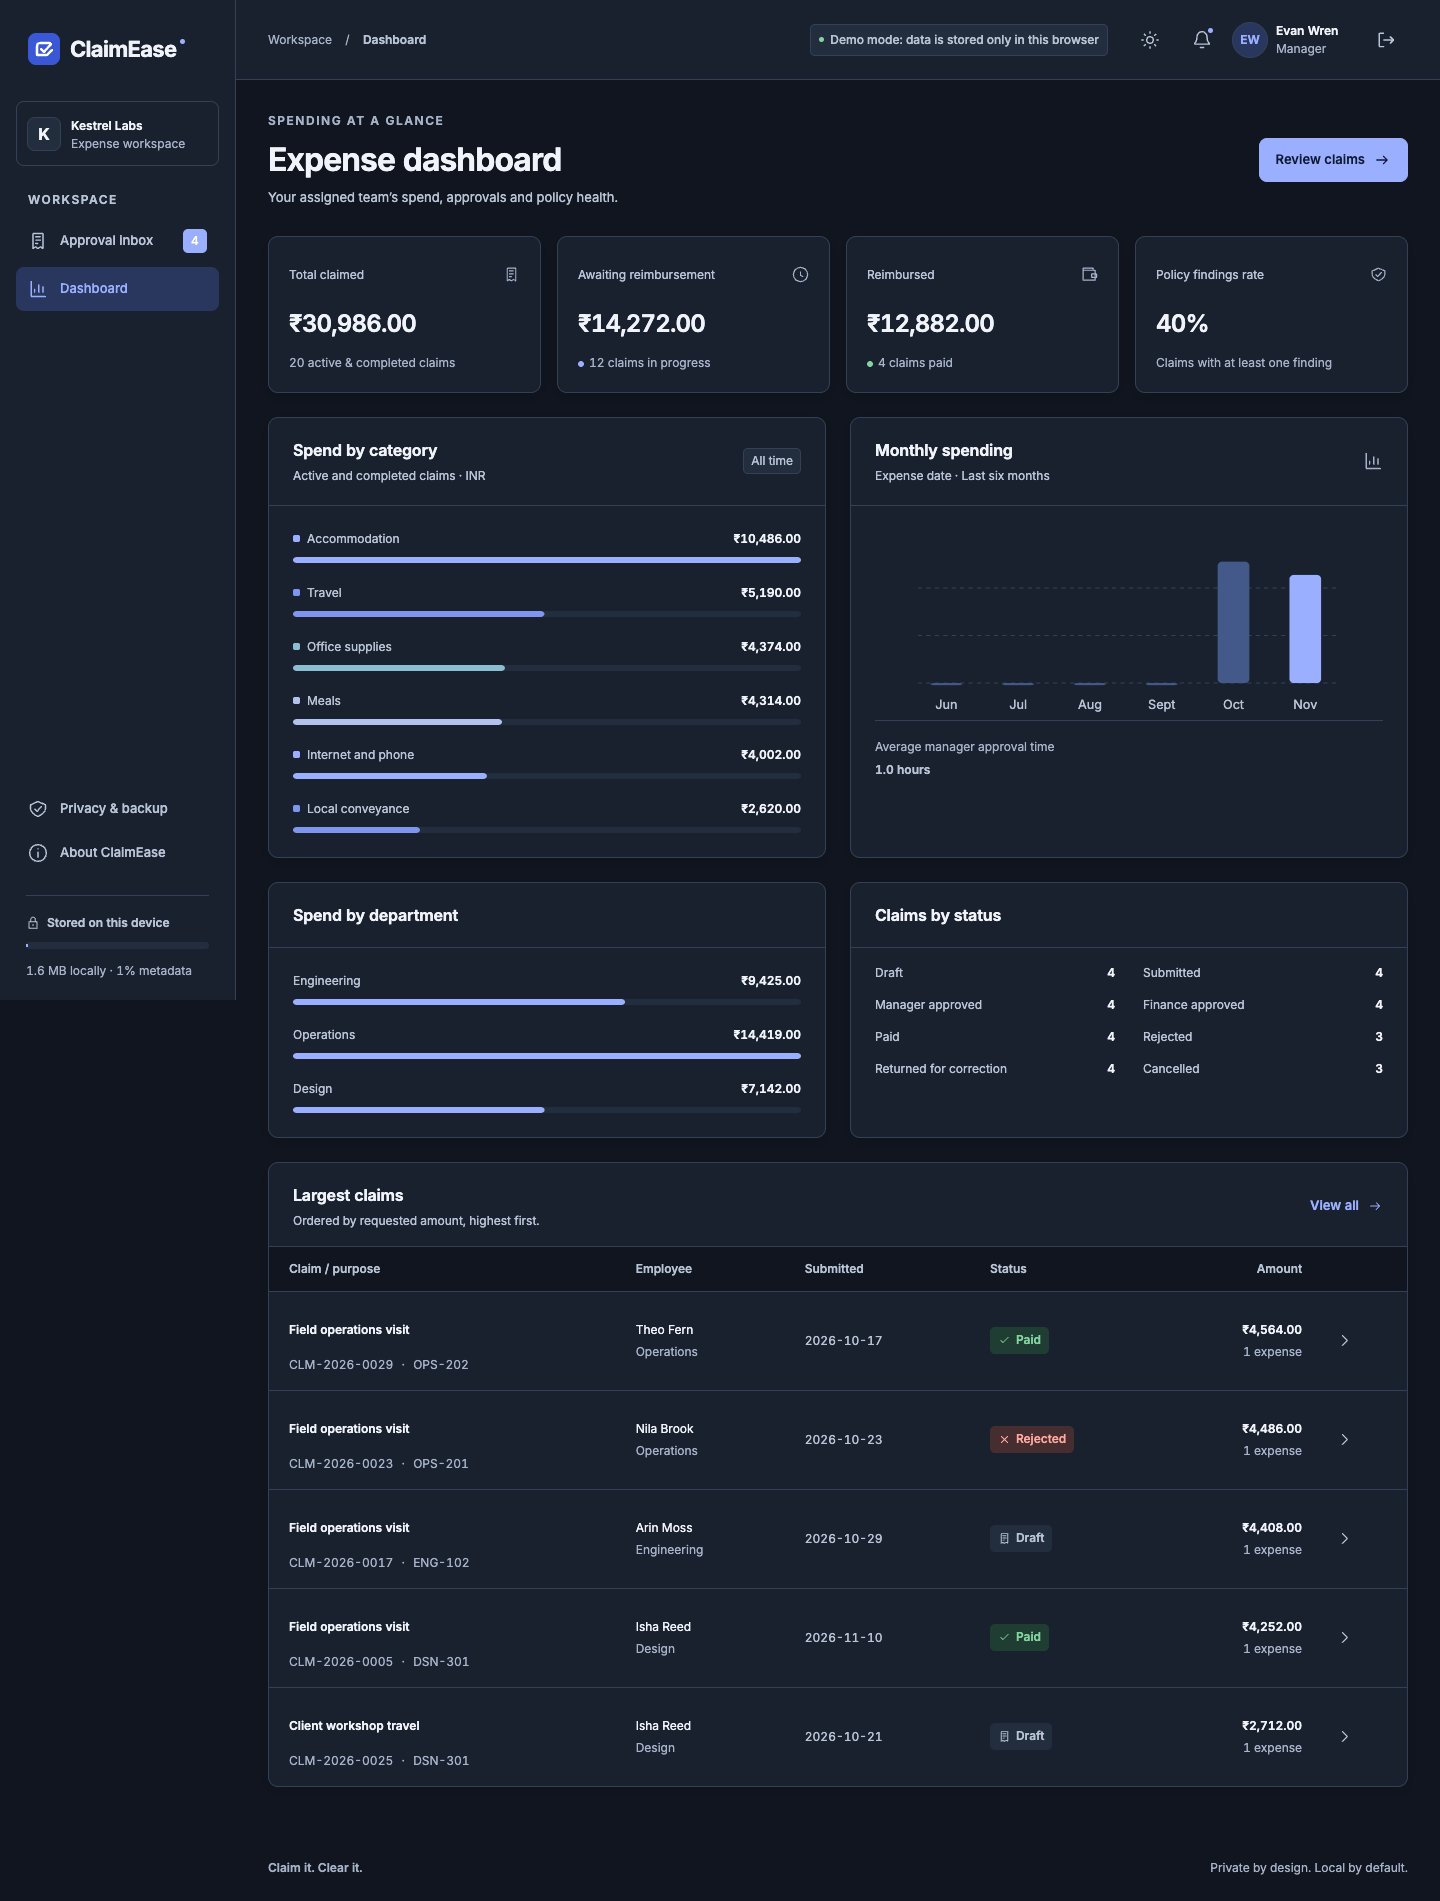 ClaimEase
K
Kestrel Labs
Expense workspace
WORKSPACE
Approval inbox
4
Dashboard
Privacy & backup
About ClaimEase
Stored on this device
1.6 MB locally · 1% metadata
Workspace / Dashboard
Demo mode: data is stored only in this browser
EW
Evan Wren
Manager
SPENDING AT A GLANCE
Expense dashboard
Your assigned team’s spend, approvals and policy health.
Review claims
Total claimed
₹30,986.00
20 active & completed claims
Awaiting reimbursement
₹14,272.00
12 claims in progress
Reimbursed
₹12,882.00
4 claims paid
Policy findings rate
40%
Claims with at least one finding
Spend by category
Active and completed claims · INR
All time
Accommodation ₹10,486.00
Travel ₹5,190.00
Office supplies ₹4,374.00
Meals ₹4,314.00
Internet and phone ₹4,002.00
Local conveyance ₹2,620.00
Monthly spending
Expense date · Last six months
Jun Jul Aug Sept Oct Nov
Average manager approval time
1.0 hours
Spend by department
Engineering ₹9,425.00
Operations ₹14,419.00
Design ₹7,142.00
Claims by status
Draft 4 Submitted 4
Manager approved 4 Finance approved 4
Paid 4 Rejected 3
Returned for correction 4 Cancelled 3
Largest claims
Ordered by requested amount, highest first.
View all
Claim / purpose Employee Submitted Status Amount
Field operations visit
CLM-2026-0029 · OPS-202
Theo Fern
Operations
2026-10-17
Paid
₹4,564.00
1 expense
Field operations visit
CLM-2026-0023 · OPS-201
Nila Brook
Operations
2026-10-23
Rejected
₹4,486.00
1 expense
Field operations visit
CLM-2026-0017 · ENG-102
Arin Moss
Engineering
2026-10-29
Draft
₹4,408.00
1 expense
Field operations visit
CLM-2026-0005 · DSN-301
Isha Reed
Design
2026-11-10
Paid
₹4,252.00
1 expense
Client workshop travel
CLM-2026-0025 · DSN-301
Isha Reed
Design
2026-10-21
Draft
₹2,712.00
1 expense
Claim it. Clear it.
Private by design. Local by default.